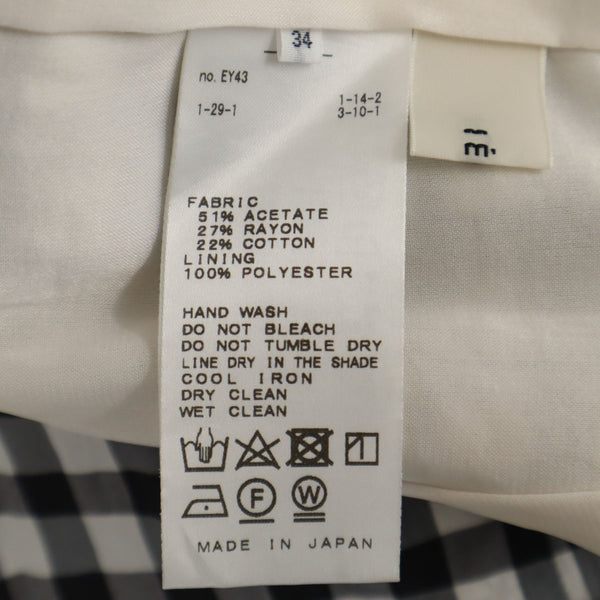 34
no. EY43
1-29-1 1-14-2
3-10-1
FABRIC
51% ACETATE
27% RAYON
22% COTTON
LINING
100% POLYESTER
HAND WASH
DO NOT BLEACH
DO NOT TUMBLE DRY
LINE DRY IN THE SHADE
COOL IRON
DRY CLEAN
WET CLEAN
F W
MADE IN JAPAN